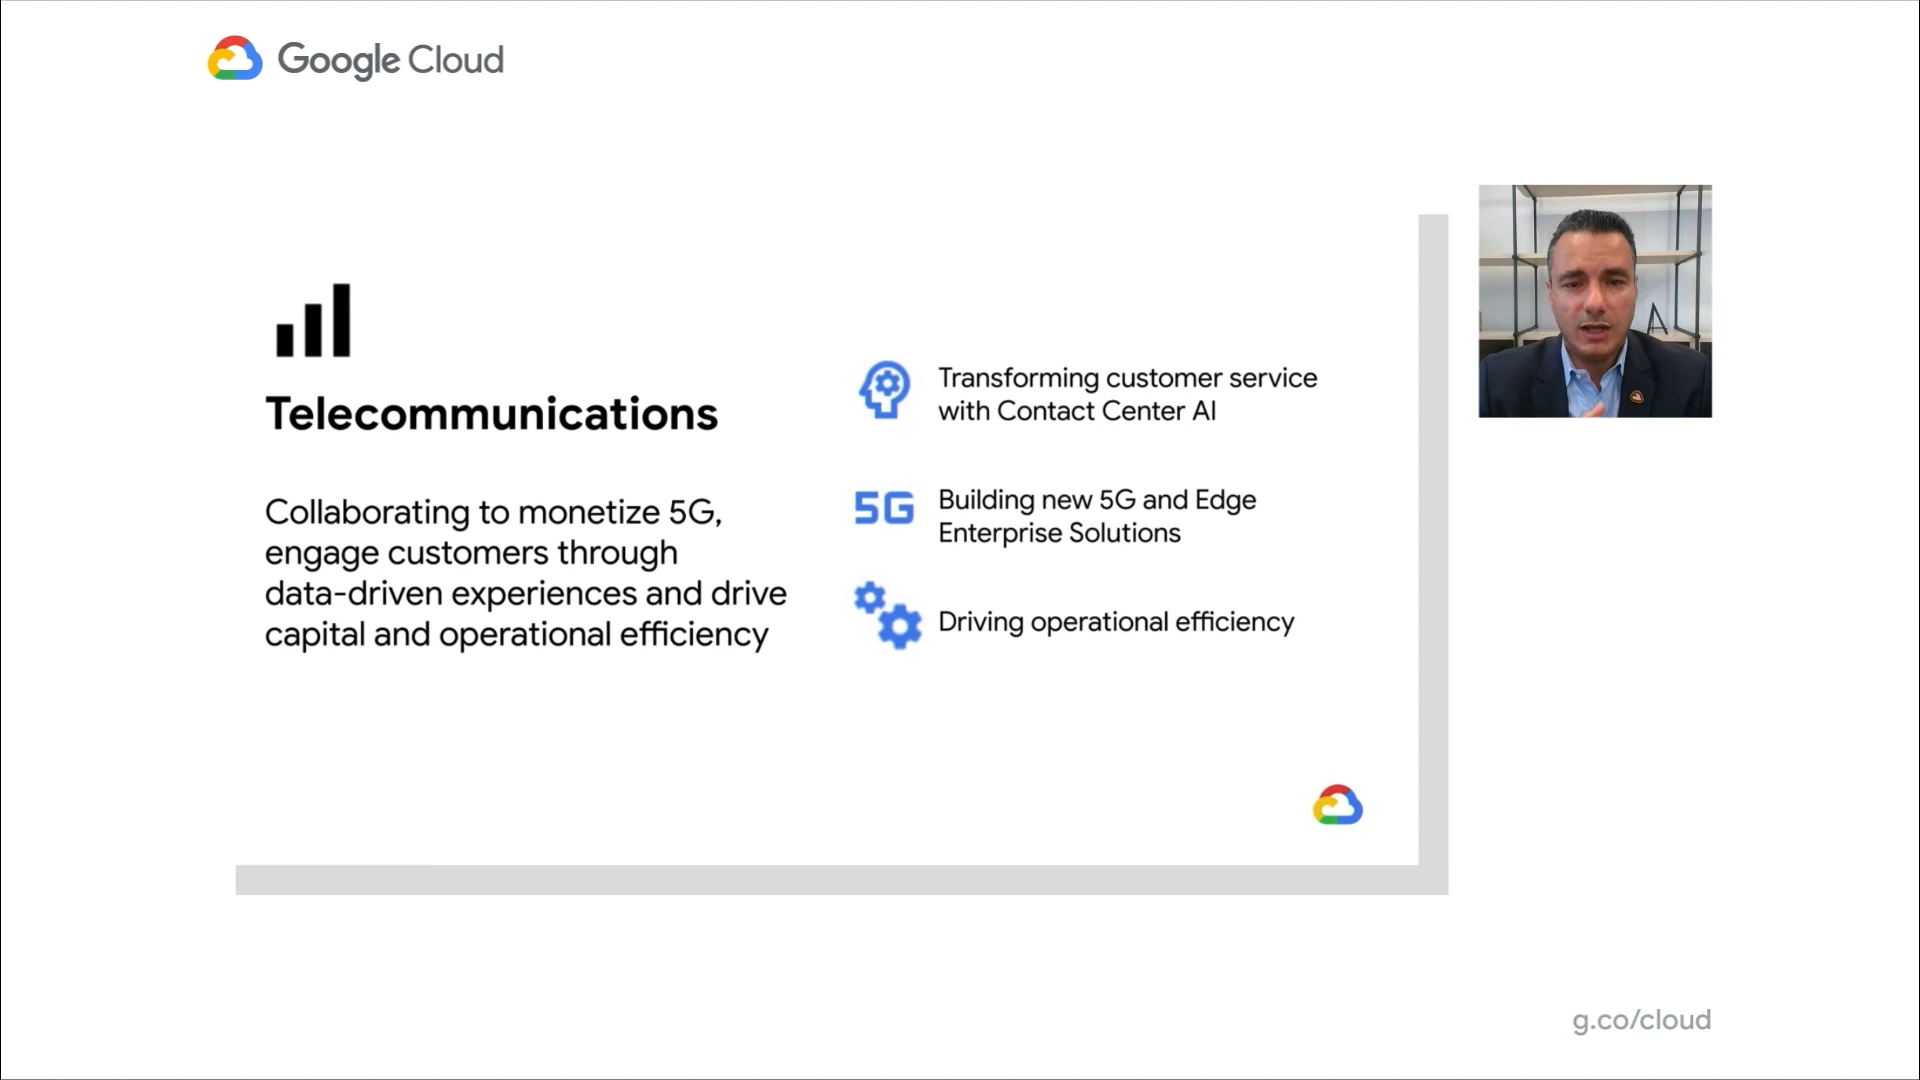 Google Cloud
Telecommunications
Collaborating to monetize 5G,
engage customers through
data-driven experiences and drive
capital and operational efficiency
Transforming customer service
with Contact Center AI
5G
Building new 5G and Edge
Enterprise Solutions
Driving operational efficiency
g.co/cloud